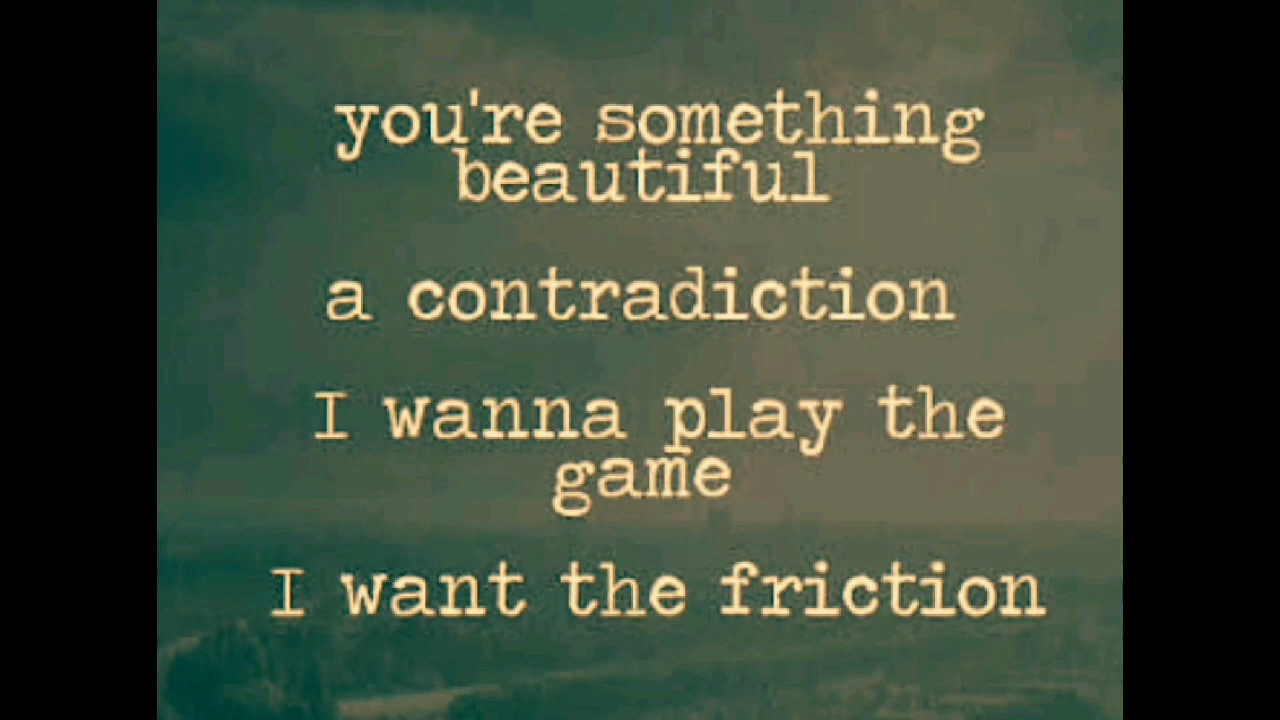 you're something
beautiful
a contradiction
I wanna play the
game
I want the friction